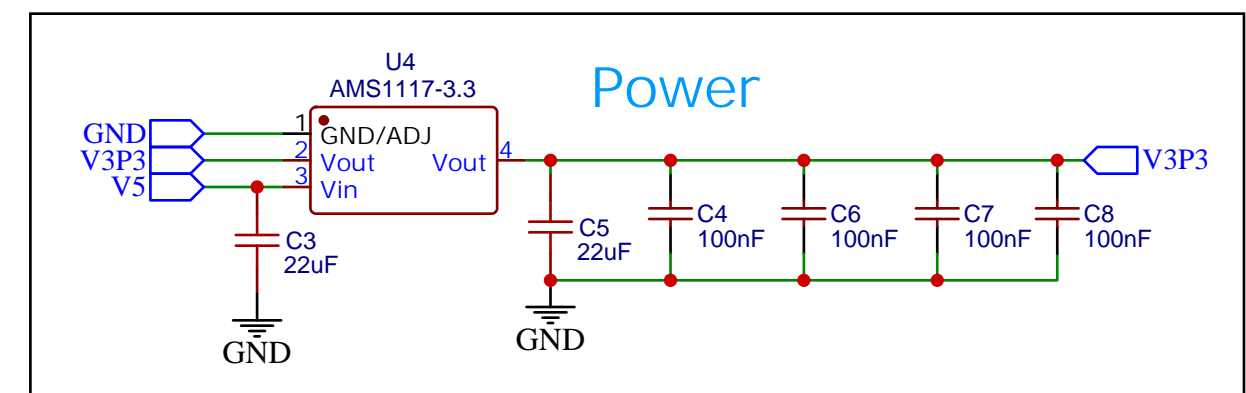 U4
AMS1117-3.3
Power
GND
1
GND/ADJ
V3P3
2
Vout
Vout
4
V3P3
V5
3
Vin
C3
22uF
GND
C5
22uF
GND
C4
100nF
C6
100nF
C7
100nF
C8
100nF